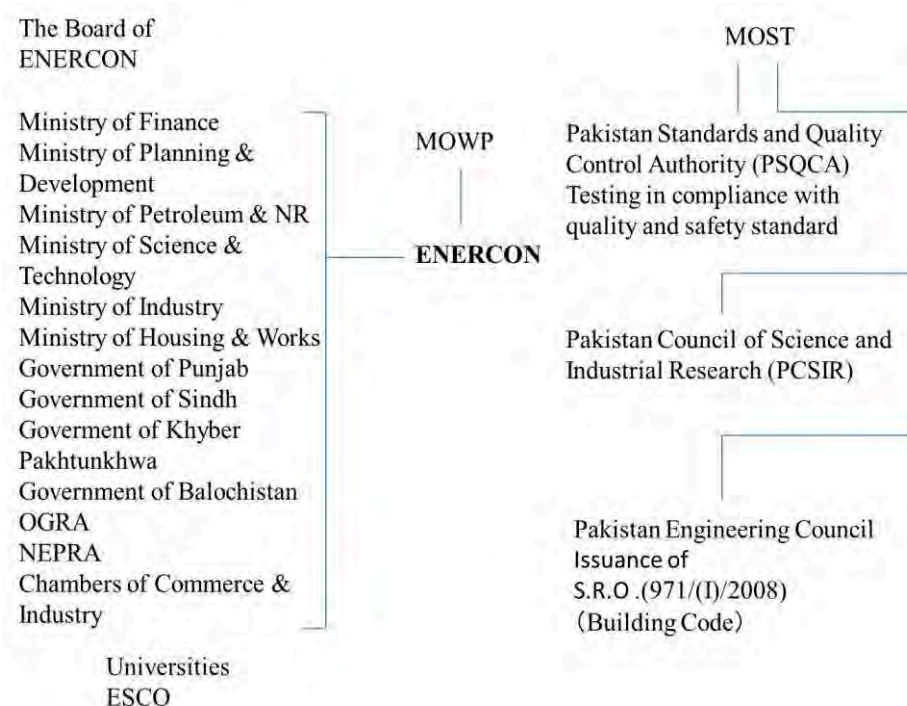 The Board of
ENERCON
Ministry of Finance
Ministry of Planning &
Development
Ministry of Petroleum & NR
Ministry of Science &
Technology
Ministry of Industry
Ministry of Housing & Works
Government of Punjab
Government of Sindh
Goverment of Khyber
Pakhtunkhwa
Government of Balochistan
OGRA
NEPRA
Chambers of Commerce &
Industry
Universities
ESCO
MOWP
ENERCON
MOST
Pakistan Standards and Quality
Control Authority (PSQCA)
Testing in compliance with
quality and safety standard
Pakistan Council of Science and
Industrial Research (PCSIR)
Pakistan Engineering Council
Issuance of
S.R.O .(971/(I)/2008)
(Building Code)